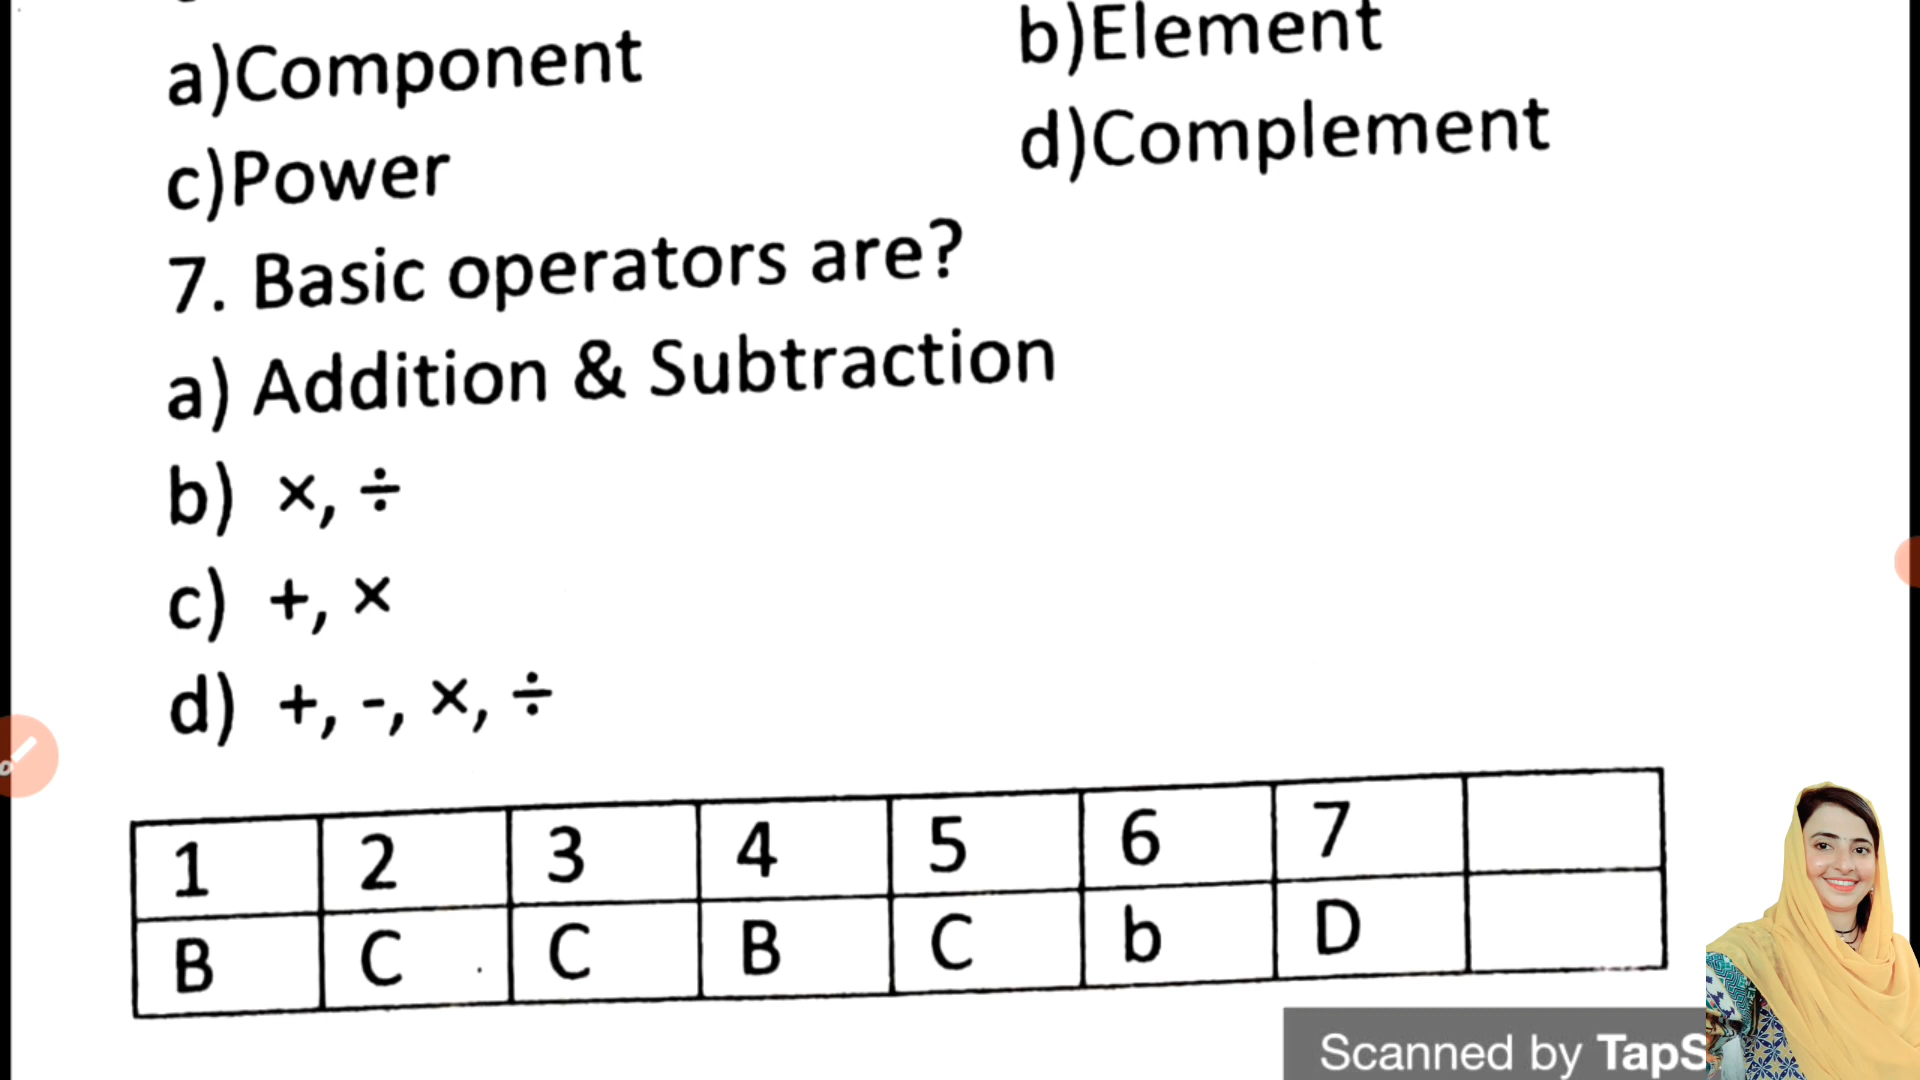 a)Component b)Element
c)Power d)Complement
7. Basic operators are?
a) Addition & Subtraction
b) ×, ÷
c) +, ×
d) +, -, ×, ÷
1 2 3 4 5 6 7
B C C B C b D
Scanned by TapS